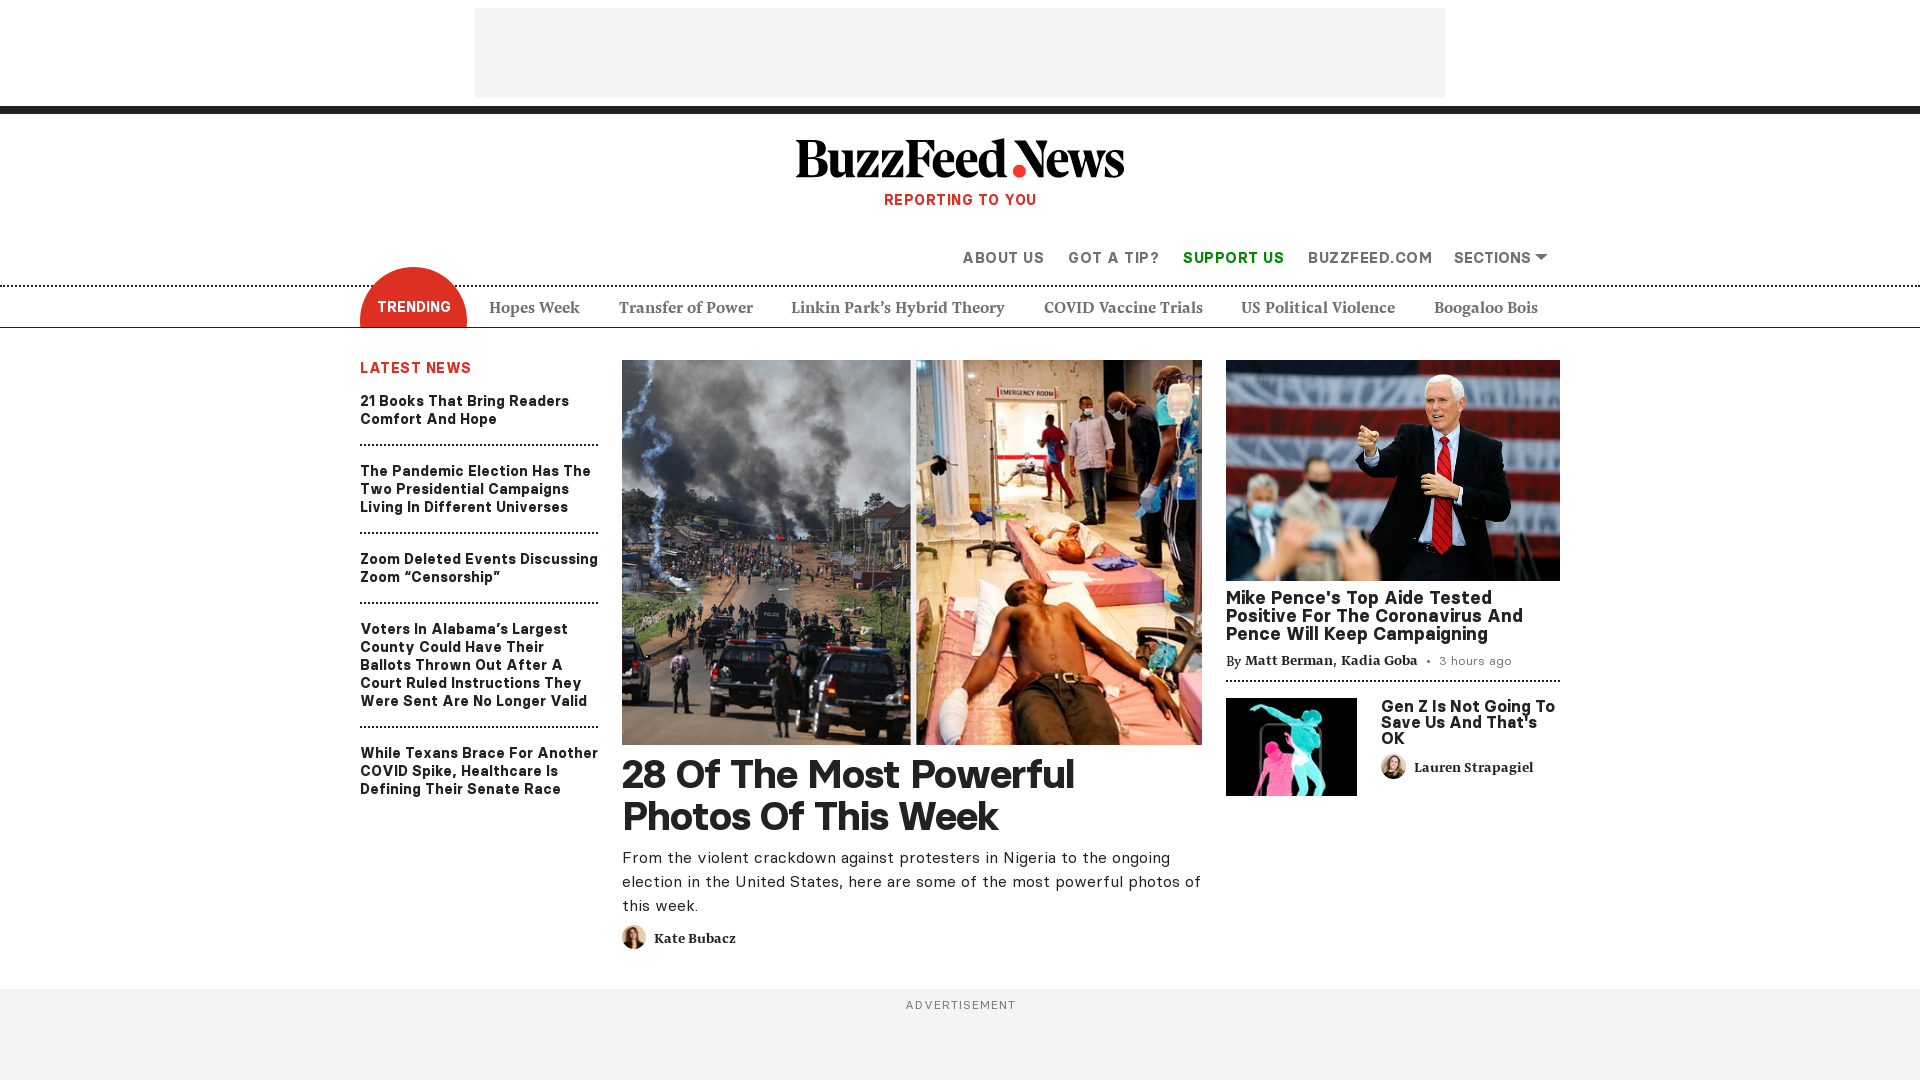 BuzzFeed News
REPORTING TO YOU
ABOUT US GOT A TIP? SUPPORT US BUZZFEED.COM SECTIONS
TRENDING Hopes Week Transfer of Power Linkin Park’s Hybrid Theory COVID Vaccine Trials US Political Violence Boogaloo Bois
LATEST NEWS
21 Books That Bring Readers
Comfort And Hope
The Pandemic Election Has The
Two Presidential Campaigns
Living In Different Universes
Zoom Deleted Events Discussing
Zoom “Censorship”
Voters In Alabama’s Largest
County Could Have Their
Ballots Thrown Out After A
Court Ruled Instructions They
Were Sent Are No Longer Valid
While Texans Brace For Another
COVID Spike, Healthcare Is
Defining Their Senate Race
EMERGENCY ROOM
POLICE
28 Of The Most Powerful
Photos Of This Week
From the violent crackdown against protesters in Nigeria to the ongoing
election in the United States, here are some of the most powerful photos of
this week.
Kate Bubacz
Mike Pence's Top Aide Tested
Positive For The Coronavirus And
Pence Will Keep Campaigning
By Matt Berman, Kadia Goba • 3 hours ago
Gen Z Is Not Going To
Save Us And That's
OK
Lauren Strapagiel
ADVERTISEMENT